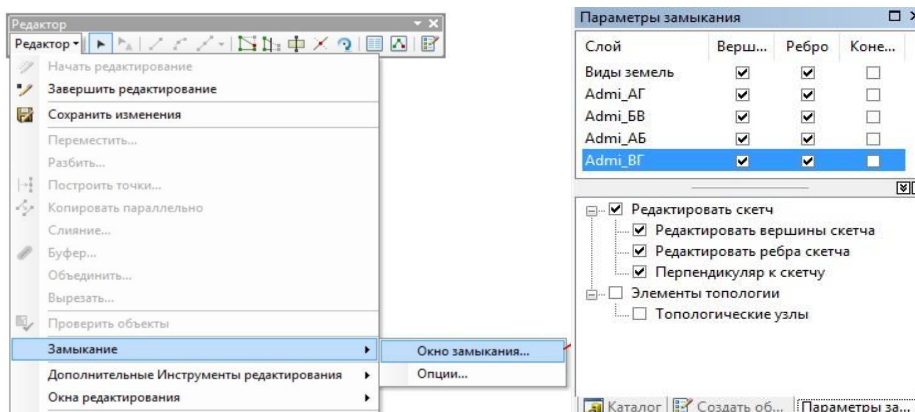 Редактор
Редактор
Начать редактирование
Завершить редактирование
Сохранить изменения
Переместить...
Разбить...
Построить точки...
Копировать параллельно
Слияние...
Буфер...
Объединить...
Вырезать...
Проверить объекты
Замыкание
Дополнительные Инструменты редактирования
Окна редактирования
Окно замыкания...
Опции...
Параметры замыкания
Слой Верш... Ребро Коне...
Виды земель
Admi_АГ
Admi_БВ
Admi_АБ
Admi_ВГ
Редактировать скетч
Редактировать вершины скетча
Редактировать ребра скетча
Перпендикуляр к скетчу
Элементы топологии
Топологические узлы
Каталог Создать об... Параметры за...